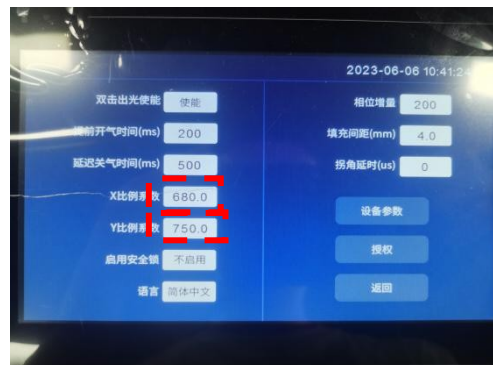 2023-06-06 10:41:24
双击出光使能 使能
相位增量 200
提前开气时间(ms) 200
填充间距(mm) 4.0
延迟关气时间(ms) 500
拐角延时(us) 0
X比例系数 680.0
Y比例系数 750.0
设备参数
启用安全锁 不启用
授权
语言 简体中文
返回